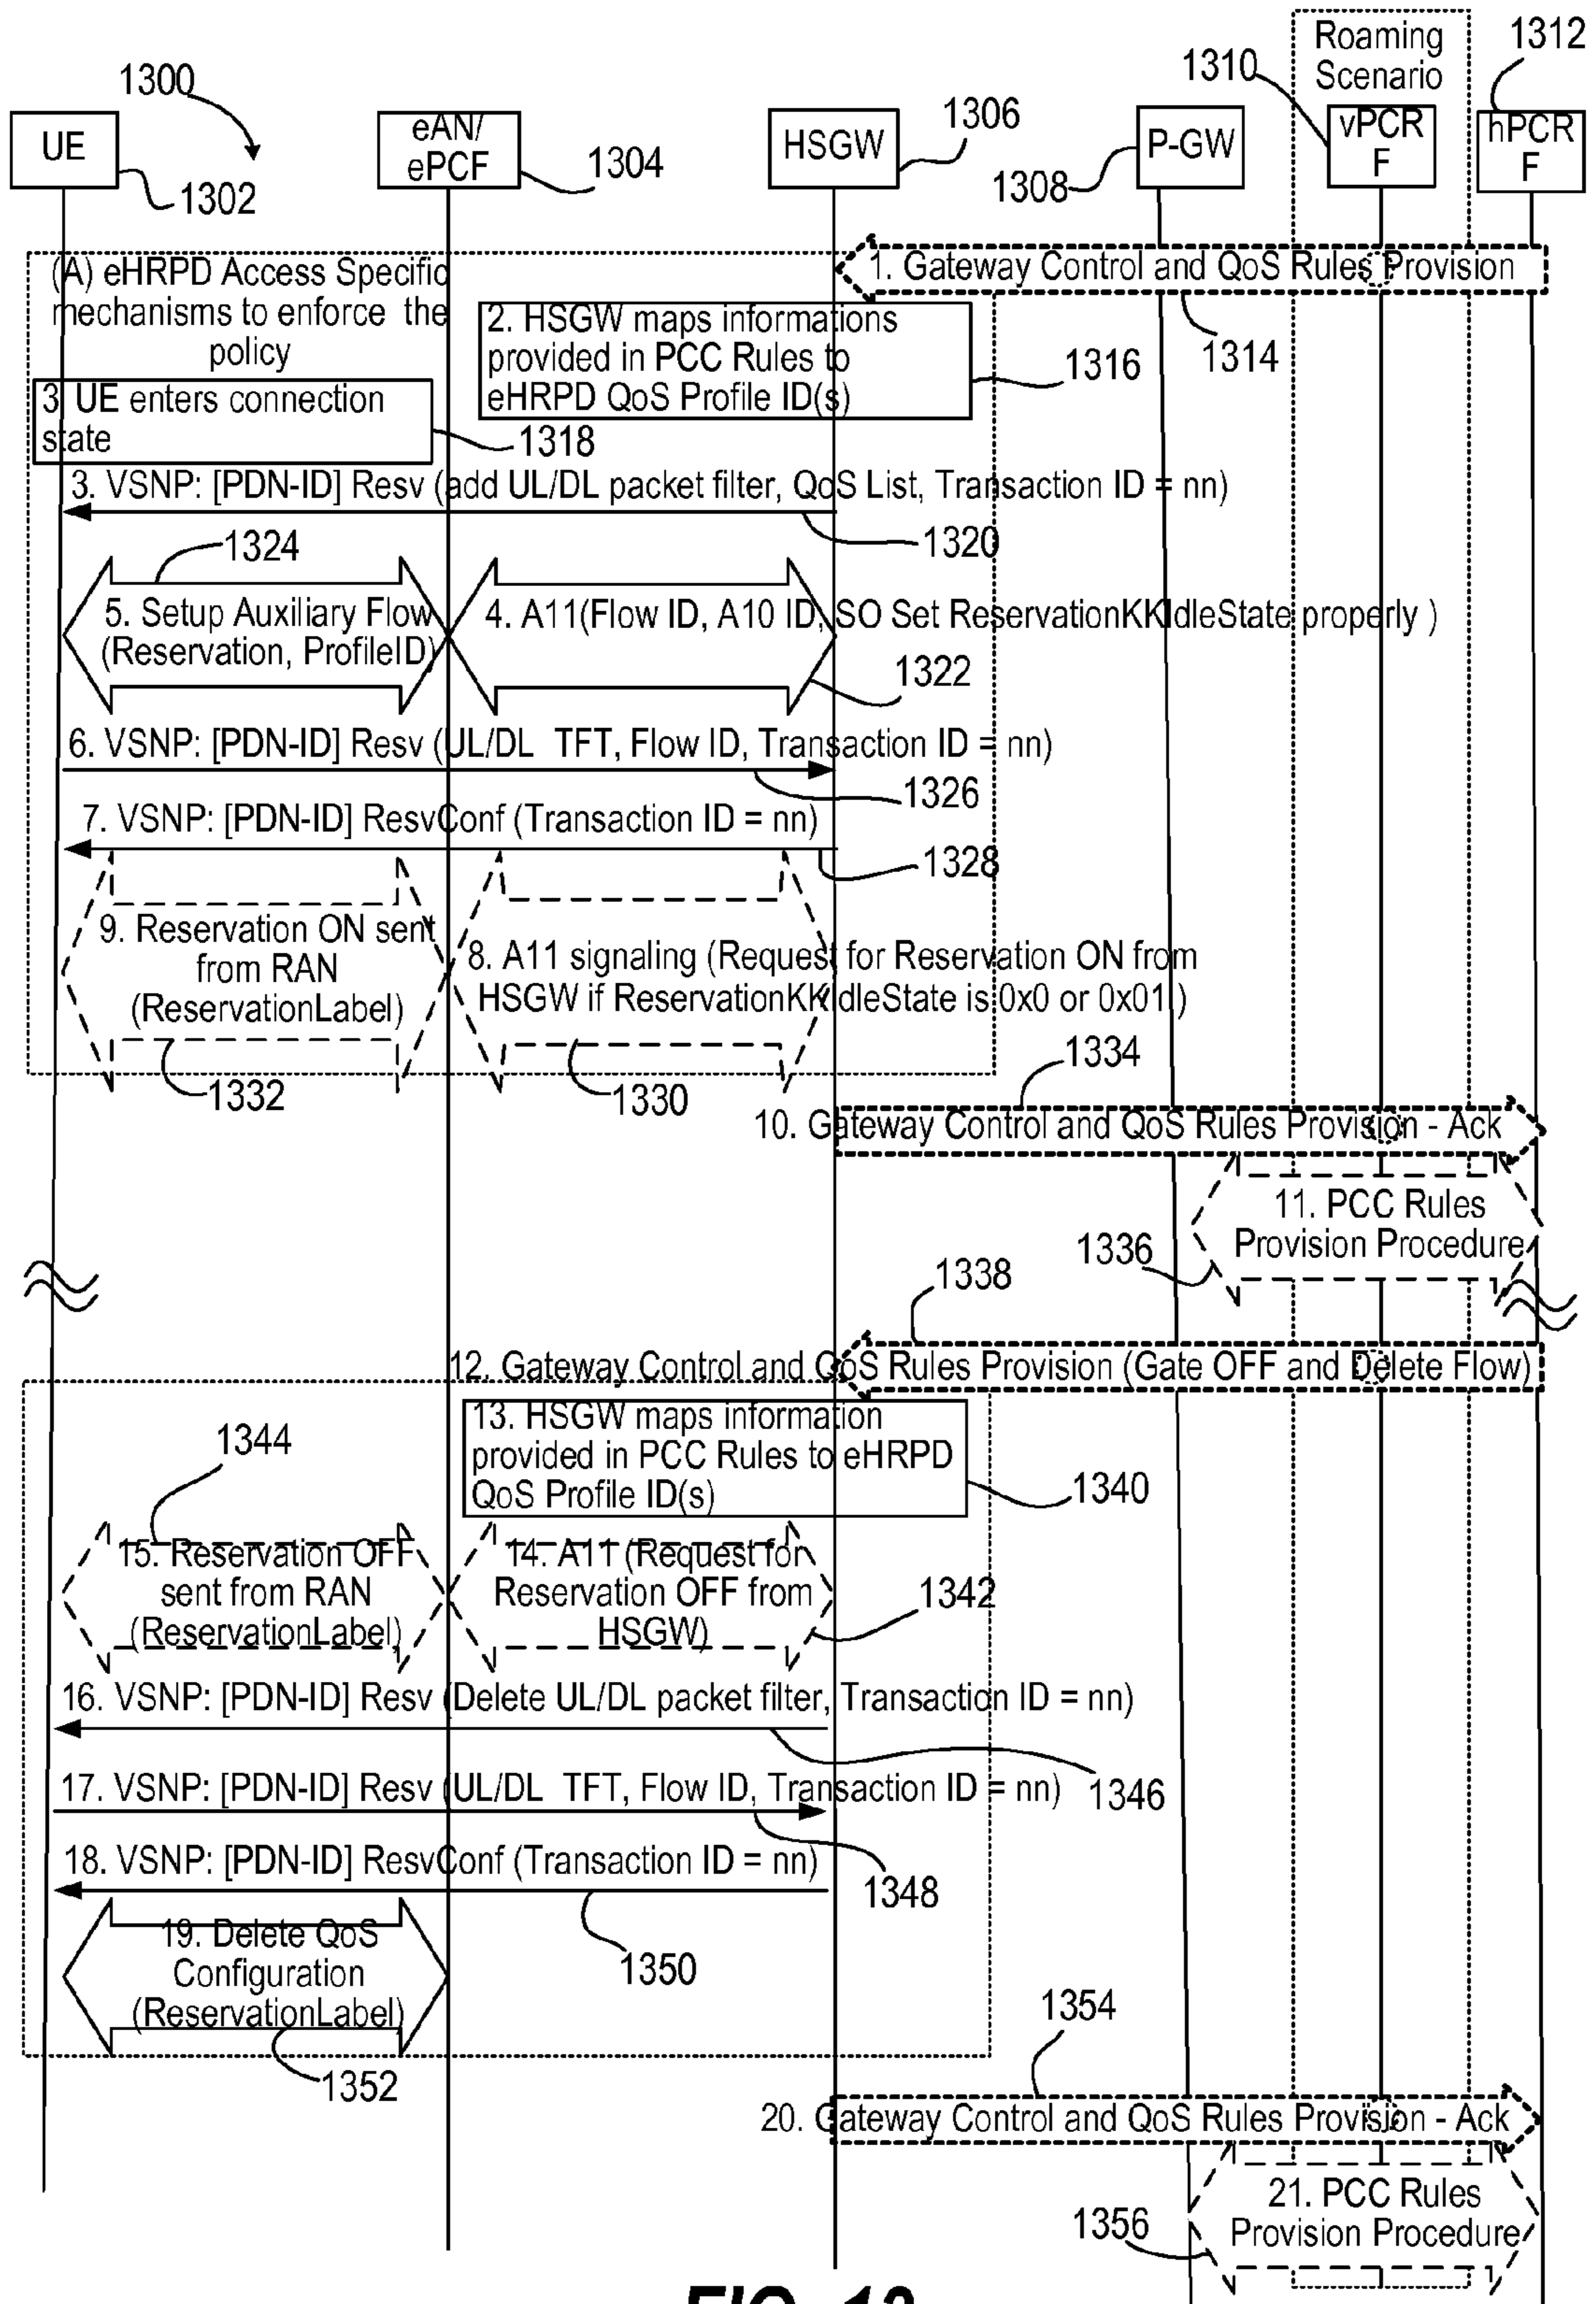 Roaming
Scenario
1312
1310
1300
UE
eAN/
ePCF
HSGW
P-GW
vPCR
F
hPCR
F
1306
1304
1308
1302
1. Gateway Control and QoS Rules Provision
(A) eHRPD Access Specific
mechanisms to enforce the
policy
2. HSGW maps informations
provided in PCC Rules to
eHRPD QoS Profile ID(s)
1314
1316
3 UE enters connection
state
1318
3. VSNP: [PDN-ID] Resv (add UL/DL packet filter, QoS List, Transaction ID = nn)
1320
1324
5. Setup Auxiliary Flow
(Reservation, ProfileID)
4. A11(Flow ID, A10 ID, SO Set ReservationKKIdleState properly )
1322
6. VSNP: [PDN-ID] Resv (UL/DL TFT, Flow ID, Transaction ID = nn)
1326
7. VSNP: [PDN-ID] ResvConf (Transaction ID = nn)
1328
9. Reservation ON sent
from RAN
(ReservationLabel)
8. A11 signaling (Request for Reservation ON from
HSGW if ReservationKKIdleState is 0x0 or 0x01 )
1332
1330
1334
10. Gateway Control and QoS Rules Provision - Ack
11. PCC Rules
Provision Procedure
1336
1338
12. Gateway Control and QoS Rules Provision (Gate OFF and Delete Flow)
13. HSGW maps information
provided in PCC Rules to eHRPD
QoS Profile ID(s)
1340
1344
15. Reservation OFF
sent from RAN
(ReservationLabel)
14. A11 (Request for
Reservation OFF from
HSGW)
1342
16. VSNP: [PDN-ID] Resv (Delete UL/DL packet filter, Transaction ID = nn)
1346
17. VSNP: [PDN-ID] Resv (UL/DL TFT, Flow ID, Transaction ID = nn)
1348
18. VSNP: [PDN-ID] ResvConf (Transaction ID = nn)
1350
19. Delete QoS
Configuration
(ReservationLabel)
1352
1354
20. Gateway Control and QoS Rules Provision - Ack
21. PCC Rules
Provision Procedure
1356
FIG. 13